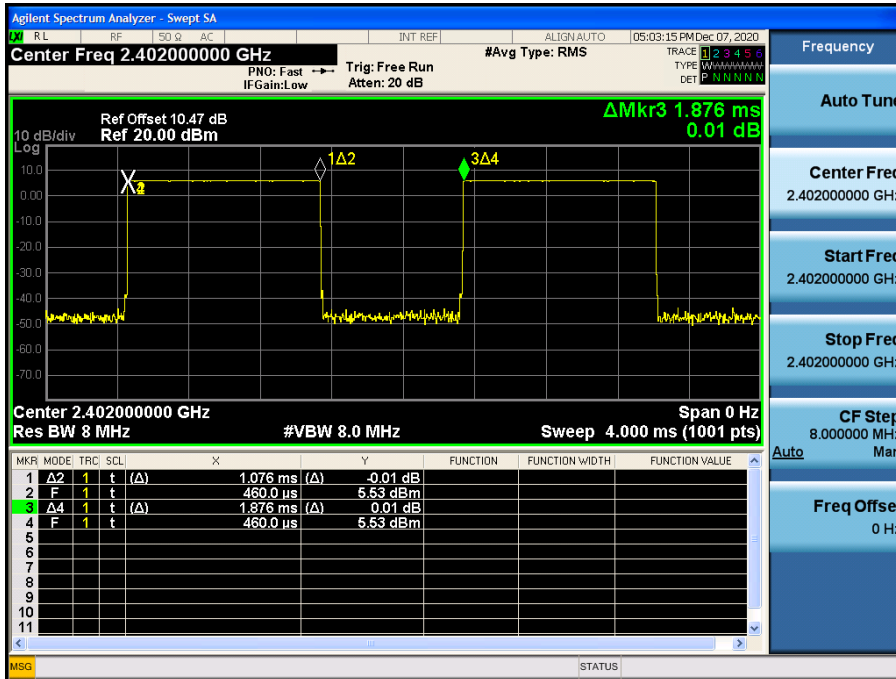 Agilent Spectrum Analyzer - Swept SA
LXI RL RF 50 Ω AC INT REF ALIGN AUTO 05:03:15 PM Dec 07, 2020
Center Freq 2.402000000 GHz
#Avg Type: RMS
TRACE 1 2 3 4 5 6
PNO: Fast Trig: Free Run
TYPE W W W W W W
IFGain:Low Atten: 20 dB
DET P N N N N N
Frequency
Auto Tune
Ref Offset 10.47 dB
ΔMkr3 1.876 ms
10 dB/div Ref 20.00 dBm
0.01 dB
Log
1Δ2 3Δ4
10.0
0.00
-10.0
-20.0
-30.0
-40.0
-50.0
-60.0
-70.0
Center 2.402000000 GHz Span 0 Hz
Res BW 8 MHz #VBW 8.0 MHz Sweep 4.000 ms (1001 pts)
Center Freq
2.402000000 GHz
Start Freq
2.402000000 GHz
Stop Freq
2.402000000 GHz
CF Step
8.000000 MHz
Auto Man
Freq Offset
0 Hz
MKR MODE TRC SCL X Y FUNCTION FUNCTION WIDTH FUNCTION VALUE
1 Δ2 1 t (Δ) 1.076 ms (Δ) -0.01 dB
2 F 1 t 460.0 µs 5.53 dBm
3 Δ4 1 t (Δ) 1.876 ms (Δ) 0.01 dB
4 F 1 t 460.0 µs 5.53 dBm
5
6
7
8
9
10
11
MSG STATUS